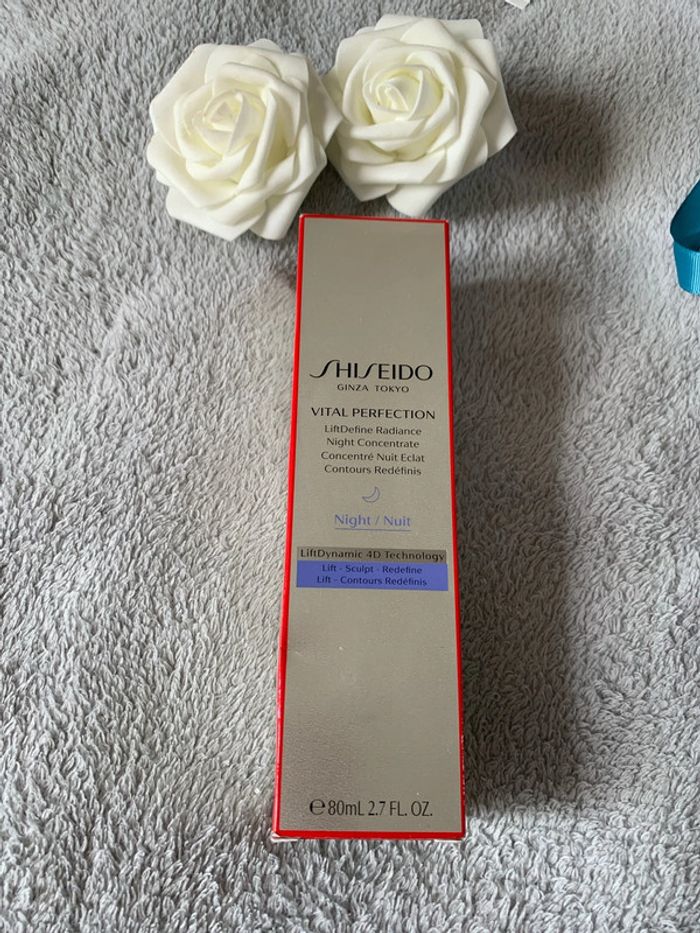 SHISEIDO
GINZA TOKYO
VITAL PERFECTION
LiftDefine Radiance
Night Concentrate
Concentré Nuit Eclat
Contours Redéfinis
Night / Nuit
LiftDynamic 4D Technology
Lift - Sculpt - Redefine
Lift - Contours Redéfinis
℮ 80mL 2.7 FL. OZ.